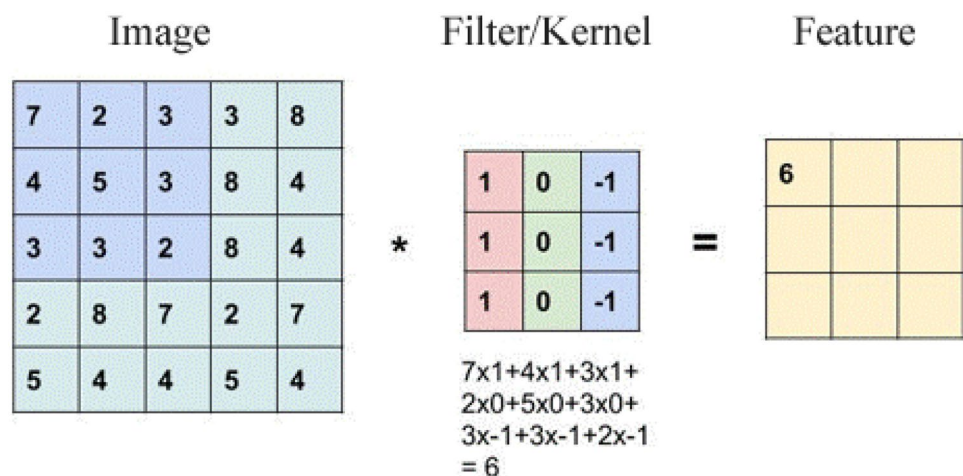 Image Filter/Kernel Feature
7 2 3 3 8
4 5 3 8 4
3 3 2 8 4
2 8 7 2 7
5 4 4 5 4
*
1 0 -1
1 0 -1
1 0 -1
7x1+4x1+3x1+
2x0+5x0+3x0+
3x-1+3x-1+2x-1
= 6
=
6